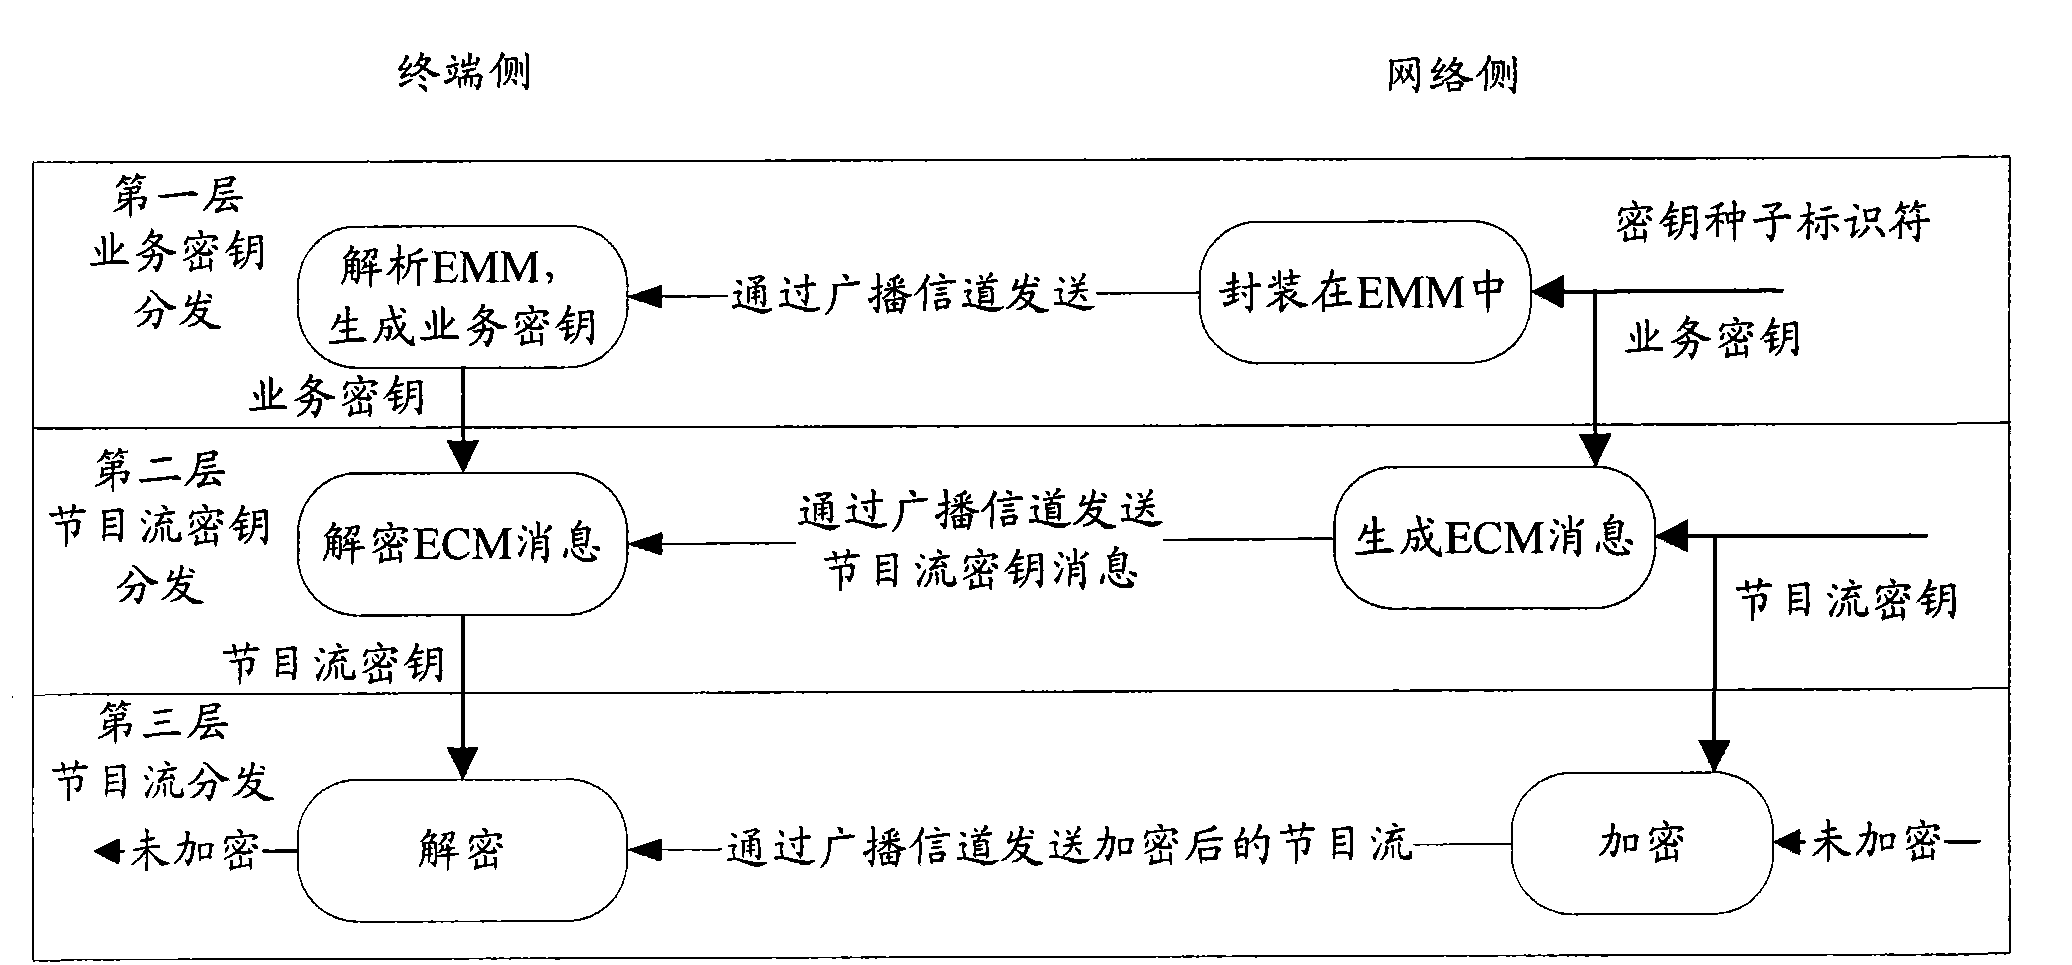 终端侧
网络侧
第一层
业务密钥
分发
解析EMM，
生成业务密钥
通过广播信道发送
封装在EMM中
密钥种子标识符
业务密钥
业务密钥
第二层
节目流密钥
分发
解密ECM消息
通过广播信道发送
节目流密钥消息
生成ECM消息
节目流密钥
节目流密钥
第三层
节目流分发
未加密
解密
通过广播信道发送加密后的节目流
加密
未加密